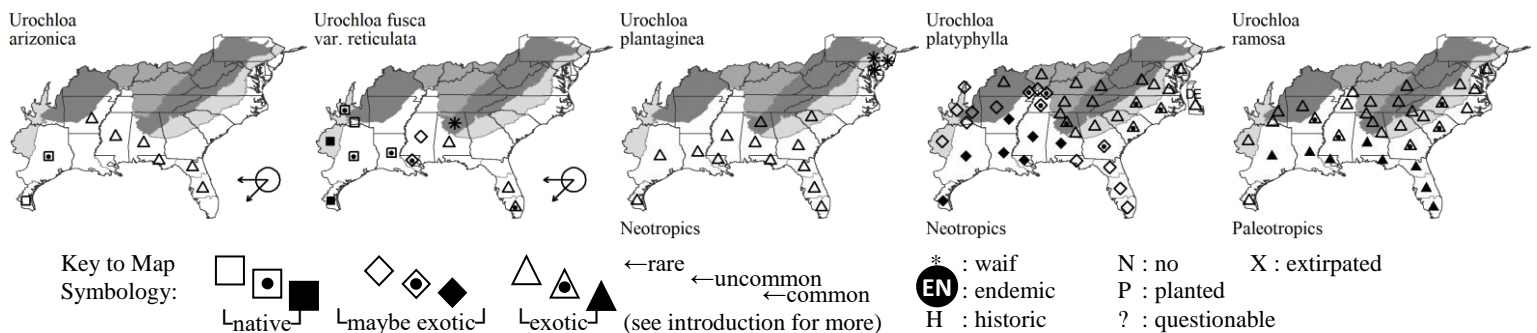 Urochloa
arizonica
Urochloa fusca
var. reticulata
Urochloa
plantaginea
Neotropics
Urochloa
platyphylla
DE
Neotropics
Urochloa
ramosa
Paleotropics
Key to Map
Symbology:
native
maybe exotic
exotic
←rare
←uncommon
←common
(see introduction for more)
* : waif
EN : endemic
H : historic
N : no
P : planted
? : questionable
X : extirpated